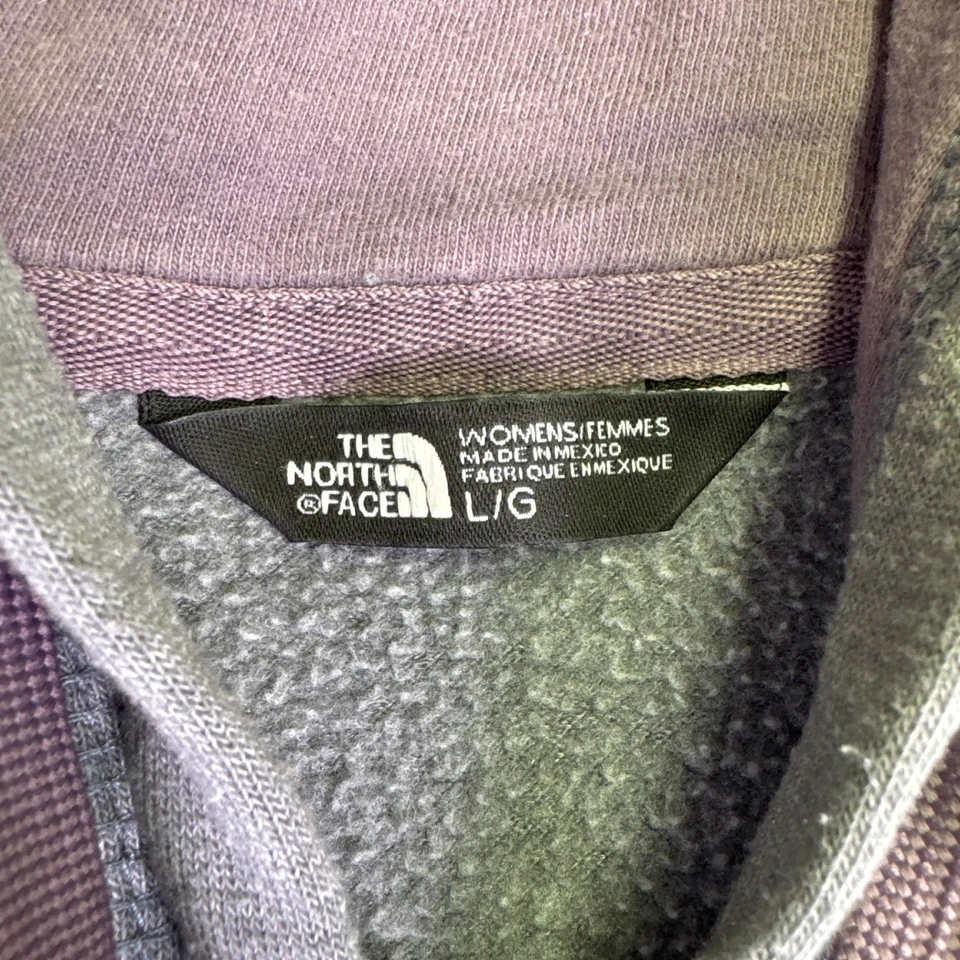 THE
NORTH
®FACE
WOMENS/FEMMES
MADE IN MEXICO
FABRIQUE EN MEXIQUE
L/G